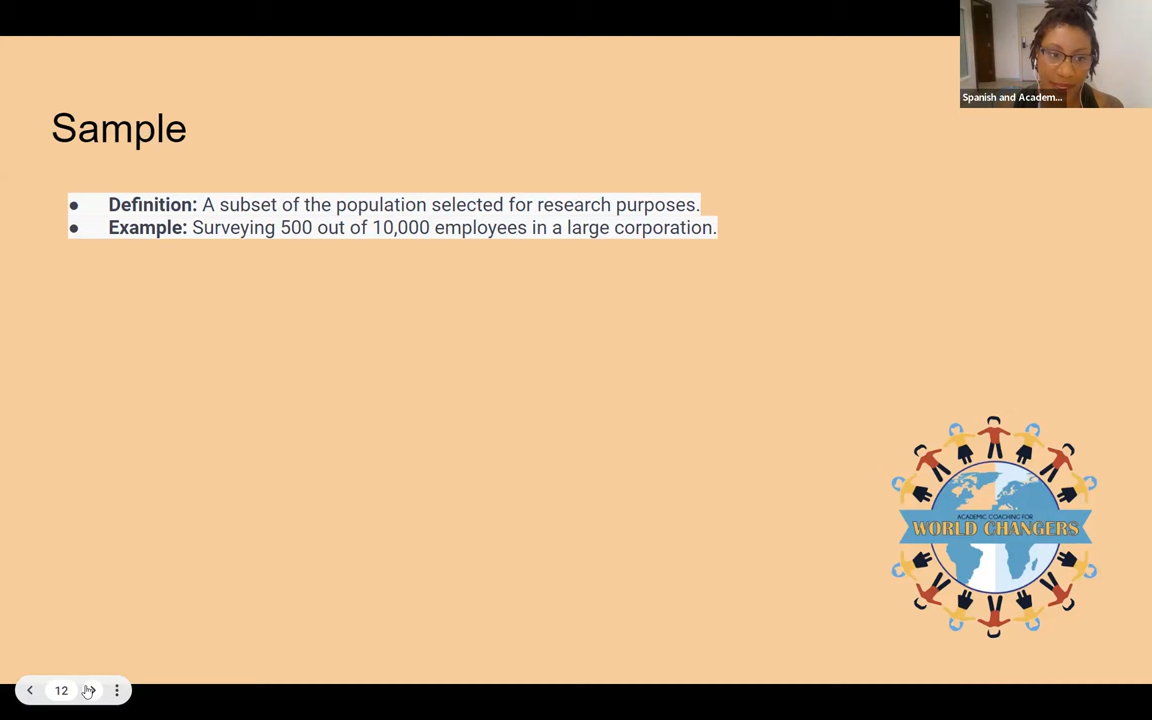 Spanish and Academ...
Sample
● Definition: A subset of the population selected for research purposes.
● Example: Surveying 500 out of 10,000 employees in a large corporation.
ACADEMIC COACHING FOR
WORLD CHANGERS
12